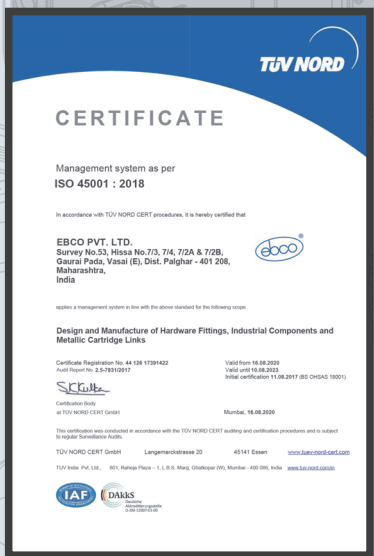 TÜV NORD
CERTIFICATE
Management system as per
ISO 45001 : 2018
In accordance with TÜV NORD CERT procedures, it is hereby certified that
EBCO PVT. LTD.
Survey No.53, Hissa No.7/3, 7/4, 7/2A & 7/2B,
Gaurai Pada, Vasai (E), Dist. Palghar - 401 208,
Maharashtra,
India
ebco®
applies a management system in line with the above standard for the following scope
Design and Manufacture of Hardware Fittings, Industrial Components and
Metallic Cartridge Links
Certificate Registration No. 44 126 17391422
Audit Report No. 2.5-7831/2017
Valid from 16.08.2020
Valid until 10.08.2023
Initial certification 11.08.2017 (BS OHSAS 18001)
Certification Body
at TÜV NORD CERT GmbH
Mumbai, 16.08.2020
This certification was conducted in accordance with the TÜV NORD CERT auditing and certification procedures and is subject
to regular Surveillance Audits.
TÜV NORD CERT GmbH Langemarckstrasse 20 45141 Essen www.tuev-nord-cert.com
TÜV India Pvt. Ltd., 801, Raheja Plaza – 1, L.B.S. Marg, Ghatkopar (W), Mumbai - 400 086, India www.tuv-nord.com/in
IAF
DAkkS
Deutsche
Akkreditierungsstelle
D-ZM-12007-01-00